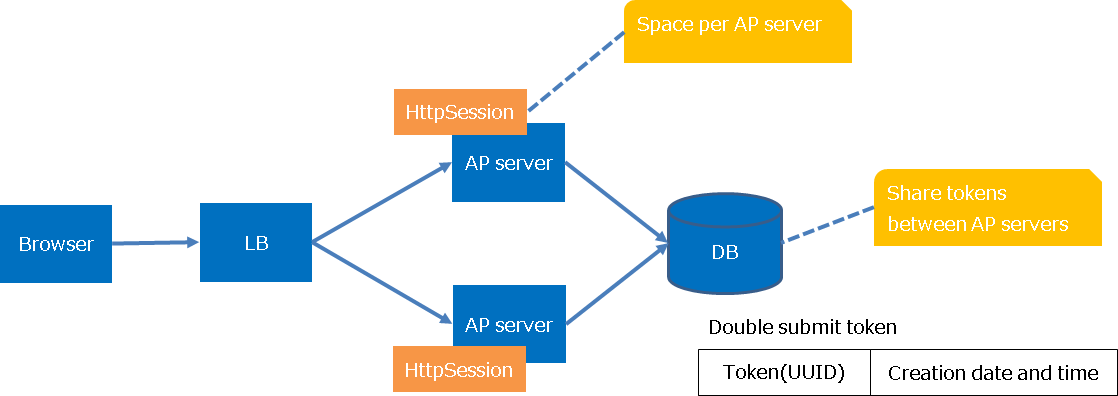 Space per AP server
HttpSession
AP server
Share tokens
between AP servers
Browser
LB
DB
AP server
HttpSession
Double submit token
Token(UUID)
Creation date and time